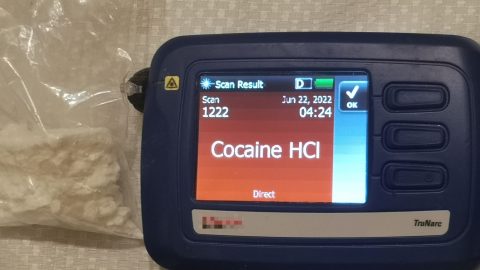 Scan Result
D
Scan
Jun 22, 2022
1222
04:24
OK
Cocaine HCl
Direct
TruNarc